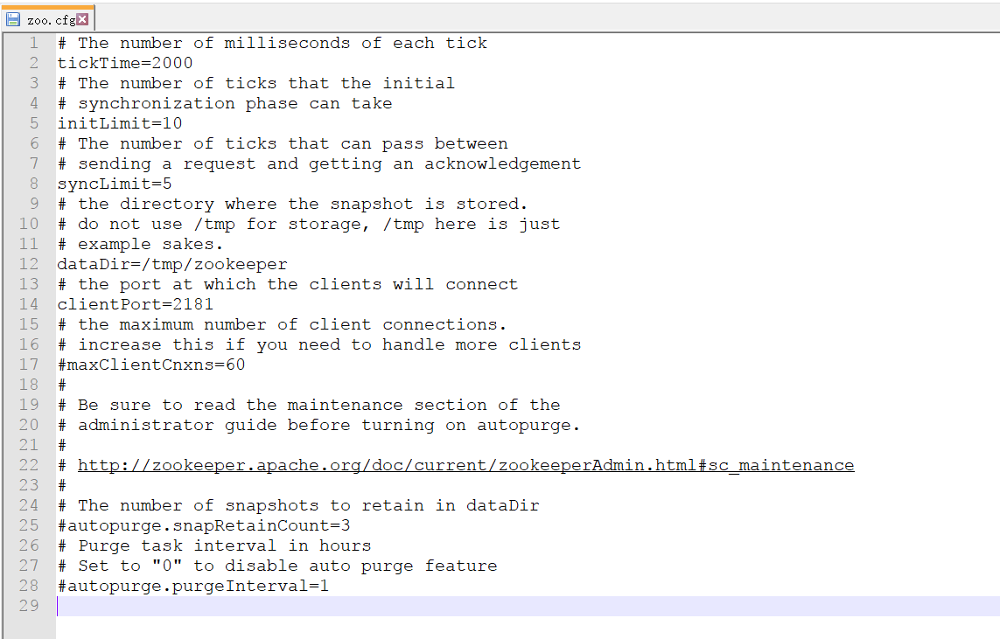 zoo.cfg
1 # The number of milliseconds of each tick
2 tickTime=2000
3 # The number of ticks that the initial
4 # synchronization phase can take
5 initLimit=10
6 # The number of ticks that can pass between
7 # sending a request and getting an acknowledgement
8 syncLimit=5
9 # the directory where the snapshot is stored.
10 # do not use /tmp for storage, /tmp here is just
11 # example sakes.
12 dataDir=/tmp/zookeeper
13 # the port at which the clients will connect
14 clientPort=2181
15 # the maximum number of client connections.
16 # increase this if you need to handle more clients
17 #maxClientCnxns=60
18 #
19 # Be sure to read the maintenance section of the
20 # administrator guide before turning on autopurge.
21 #
22 # http://zookeeper.apache.org/doc/current/zookeeperAdmin.html#sc_maintenance
23 #
24 # The number of snapshots to retain in dataDir
25 #autopurge.snapRetainCount=3
26 # Purge task interval in hours
27 # Set to "0" to disable auto purge feature
28 #autopurge.purgeInterval=1
29